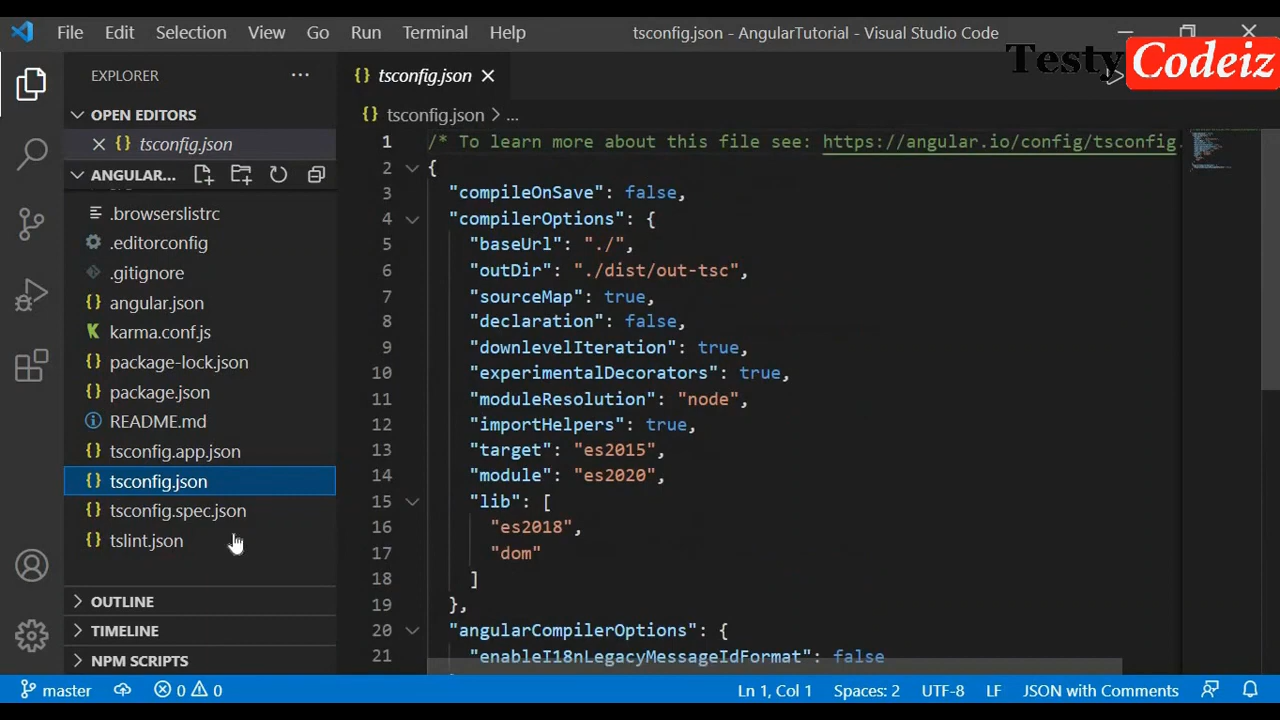 File Edit Selection View Go Run Terminal Help
tsconfig.json - AngularTutorial - Visual Studio Code
Testy Codeiz
EXPLORER
OPEN EDITORS
tsconfig.json
ANGULAR...
.browserslistrc
.editorconfig
.gitignore
angular.json
karma.conf.js
package-lock.json
package.json
README.md
tsconfig.app.json
tsconfig.json
tsconfig.spec.json
tslint.json
OUTLINE
TIMELINE
NPM SCRIPTS
tsconfig.json
tsconfig.json > ...
1 /* To learn more about this file see: https://angular.io/config/tsconfig.
2 {
3 "compileOnSave": false,
4 "compilerOptions": {
5 "baseUrl": "./",
6 "outDir": "./dist/out-tsc",
7 "sourceMap": true,
8 "declaration": false,
9 "downlevelIteration": true,
10 "experimentalDecorators": true,
11 "moduleResolution": "node",
12 "importHelpers": true,
13 "target": "es2015",
14 "module": "es2020",
15 "lib": [
16 "es2018",
17 "dom"
18 ]
19 },
20 "angularCompilerOptions": {
21 "enableI18nLegacyMessageIdFormat": false
master 0 0 Ln 1, Col 1 Spaces: 2 UTF-8 LF JSON with Comments